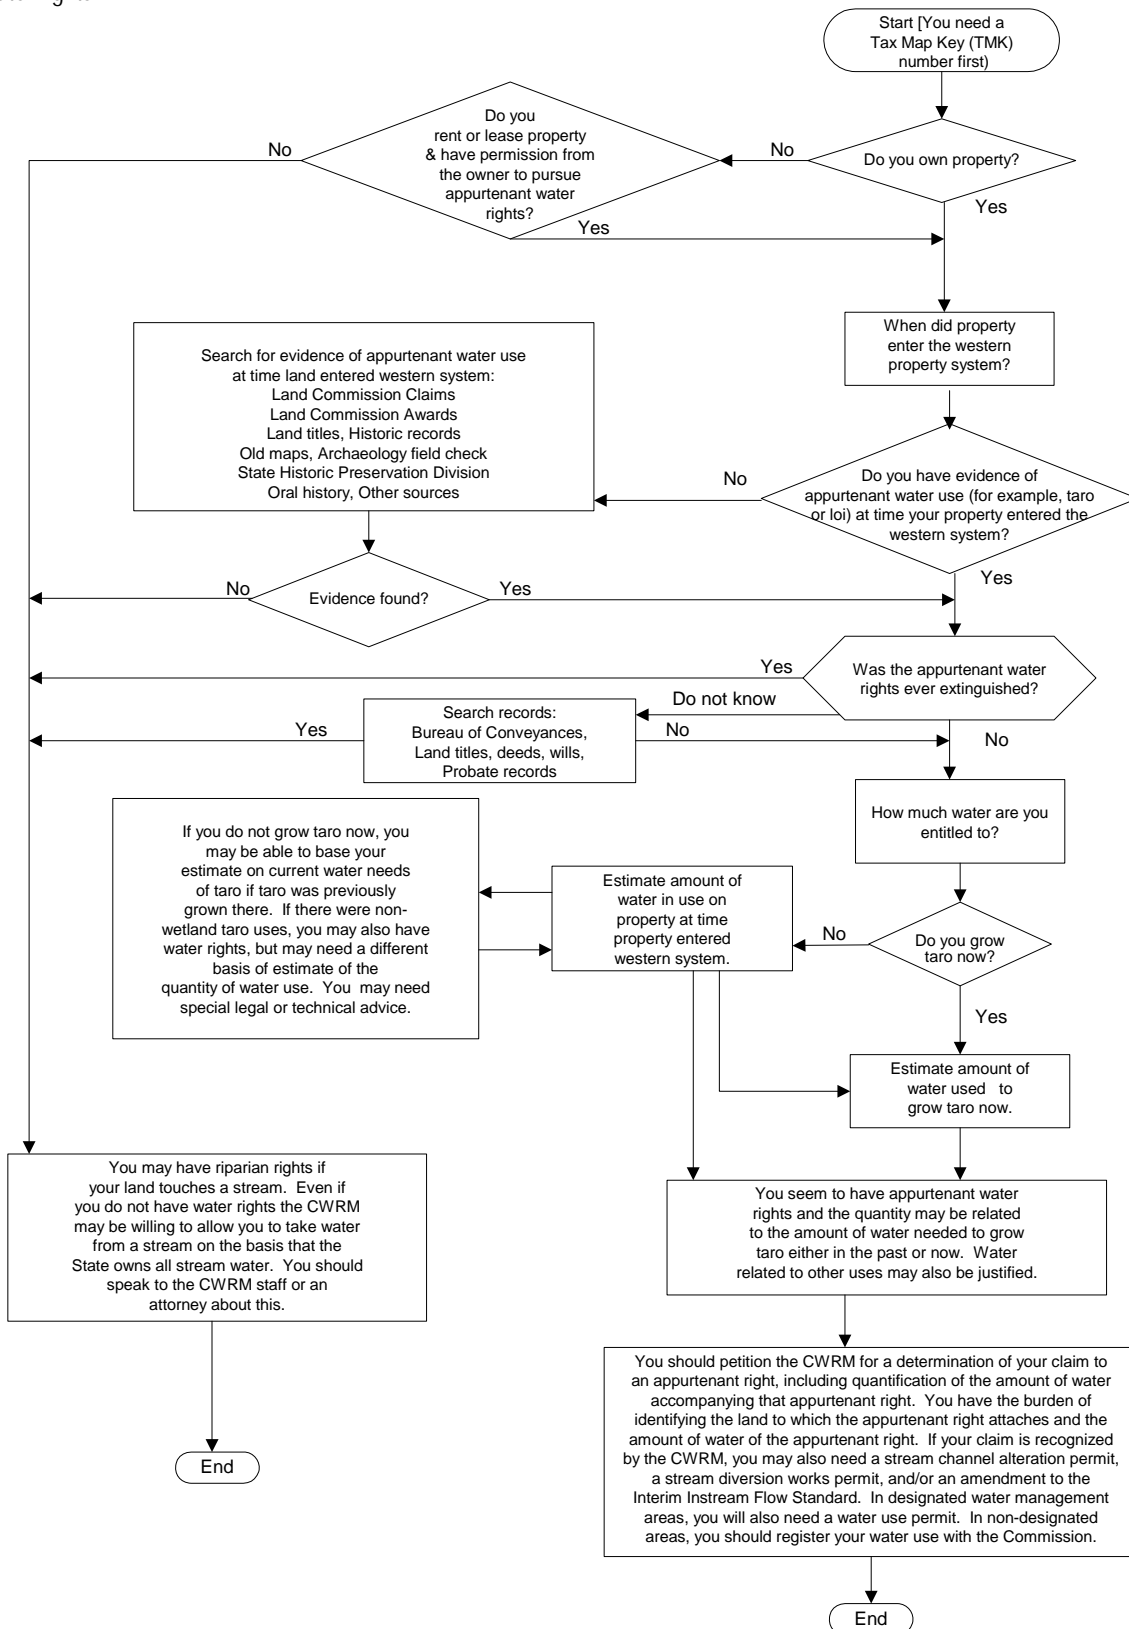 Start [You need a
Tax Map Key (TMK)
number first)
Do you own property?
No
Yes
Do you
rent or lease property
& have permission from
the owner to pursue
appurtenant water
rights?
No
Yes
When did property
enter the western
property system?
Search for evidence of appurtenant water use
at time land entered western system:
Land Commission Claims
Land Commission Awards
Land titles, Historic records
Old maps, Archaeology field check
State Historic Preservation Division
Oral history, Other sources
Do you have evidence of
appurtenant water use (for example, taro
or loi) at time your property entered the
western system?
No
Yes
Evidence found?
No
Yes
Was the appurtenant water
rights ever extinguished?
Yes
Do not know
No
Search records:
Bureau of Conveyances,
Land titles, deeds, wills,
Probate records
Yes
No
How much water are you
entitled to?
If you do not grow taro now, you
may be able to base your
estimate on current water needs
of taro if taro was previously
grown there. If there were non-
wetland taro uses, you may also have
water rights, but may need a different
basis of estimate of the
quantity of water use. You may need
special legal or technical advice.
Estimate amount of
water in use on
property at time
property entered
western system.
No
Do you grow
taro now?
Yes
Estimate amount of
water used to
grow taro now.
You may have riparian rights if
your land touches a stream. Even if
you do not have water rights the CWRM
may be willing to allow you to take water
from a stream on the basis that the
State owns all stream water. You should
speak to the CWRM staff or an
attorney about this.
End
You seem to have appurtenant water
rights and the quantity may be related
to the amount of water needed to grow
taro either in the past or now. Water
related to other uses may also be justified.
You should petition the CWRM for a determination of your claim to
an appurtenant right, including quantification of the amount of water
accompanying that appurtenant right. You have the burden of
identifying the land to which the appurtenant right attaches and the
amount of water of the appurtenant right. If your claim is recognized
by the CWRM, you may also need a stream channel alteration permit,
a stream diversion works permit, and/or an amendment to the
Interim Instream Flow Standard. In designated water management
areas, you will also need a water use permit. In non-designated
areas, you should register your water use with the Commission.
End